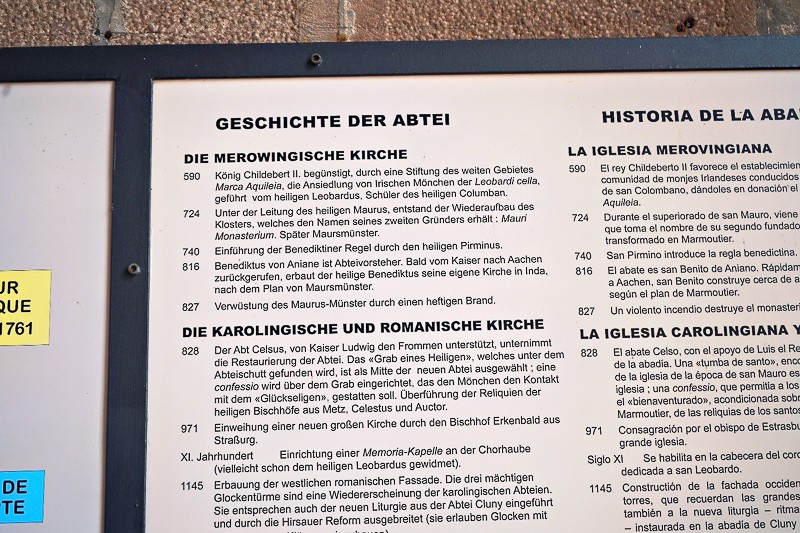 UR
QUE
1761
DE
PTE
GESCHICHTE DER ABTEI
DIE MEROWINGISCHE KIRCHE
590 König Childebert II. begünstigt, durch eine Stiftung des weiten Gebietes
Marca Aquileia, die Ansiedlung von Irischen Mönchen der Leobardi cella,
geführt vom heiligen Leobardus, Schüler des heiligen Columban.
724 Unter der Leitung des heiligen Maurus, entstand der Wiederaufbau des
Klosters, welches den Namen seines zweiten Gründers erhält : Mauri
Monasterium. Später Maursmünster.
740 Einführung der Benediktiner Regel durch den heiligen Pirminus.
816 Benediktus von Aniane ist Abteivorsteher. Bald vom Kaiser nach Aachen
zurückgerufen, erbaut der heilige Benediktus seine eigene Kirche in Inda,
nach dem Plan von Maursmünster.
827 Verwüstung des Maurus-Münster durch einen heftigen Brand.
DIE KAROLINGISCHE UND ROMANISCHE KIRCHE
828 Der Abt Celsus, von Kaiser Ludwig den Frommen unterstützt, unternimmt
die Restaurierung der Abtei. Das «Grab eines Heiligen», welches unter dem
Abteischutt gefunden wird, ist als Mitte der neuen Abtei ausgewählt ; eine
confessio wird über dem Grab eingerichtet, das den Mönchen den Kontakt
mit dem «Glückseligen», gestatten soll. Überführung der Reliquien der
heiligen Bischhöfe aus Metz, Celestus und Auctor.
971 Einweihung einer neuen großen Kirche durch den Bischhof Erkenbald aus
Straßurg.
XI. Jahrhundert Einrichtung einer Memoria-Kapelle an der Chorhaube
(vielleicht schon dem heiligen Leobardus gewidmet).
1145 Erbauung der westlichen romanischen Fassade. Die drei mächtigen
Glockentürme sind eine Wiedererscheinung der karolingischen Abteien.
Sie entsprechen auch der neuen Liturgie aus der Abtei Cluny eingeführt
und durch die Hirsauer Reform ausgebreitet (sie erlauben Glocken mit
HISTORIA DE LA ABA
LA IGLESIA MEROVINGIANA
590 El rey Childeberto II favorece el establecimien
comunidad de monjes Irlandeses conducidos
de san Colombano, dándoles en donación el
Aquileia.
724 Durante el superiorado de san Mauro, viene
que toma el nombre de su segundo fundado
transformado en Marmoutier.
740 San Pirmino introduce la regla benedictina.
816 El abate es san Benito de Aniano. Rápidam
a Aachen, san Benito construye cerca de a
según el plan de Marmoutier.
827 Un violento incendio destruye el monasteri
LA IGLESIA CAROLINGIANA Y
828 El abate Celso, con el apoyo de Luis el Re
de la abadía. Una «tumba de santo», enco
de la iglesia de la época de san Mauro es
iglesia ; una confessio, que permitía a los
el «bienaventurado», acondicionada sobr
Marmoutier, de las reliquias de los santos
971 Consagración por el obispo de Estrasbu
grande iglesia.
Siglo XI Se habilita en la cabecera del coro
dedicada a san Leobardo.
1145 Construcción de la fachada occiden
torres, que recuerdan las grandes
también a la nueva liturgia – ritma
– instaurada en la abadía de Cluny